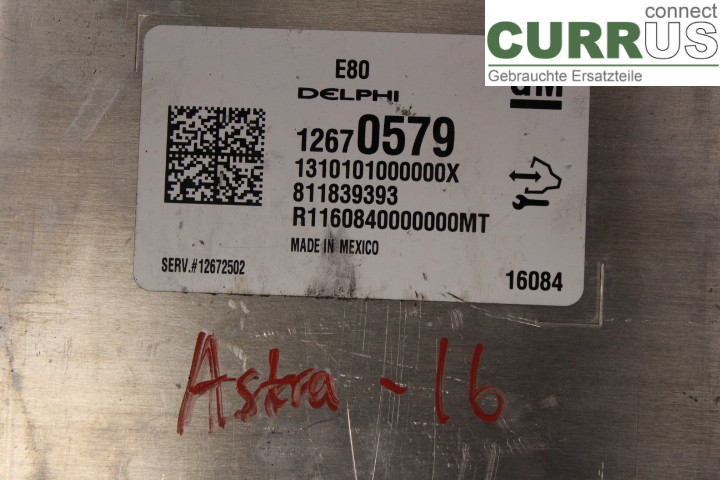 connect
CURRUS
Gebrauchte Ersatzteile
E80
DELPHI
GM
12670579
1310101000000X
811839393
R1160840000000MT
MADE IN MEXICO
SERV.#12672502
16084
Astra - 16